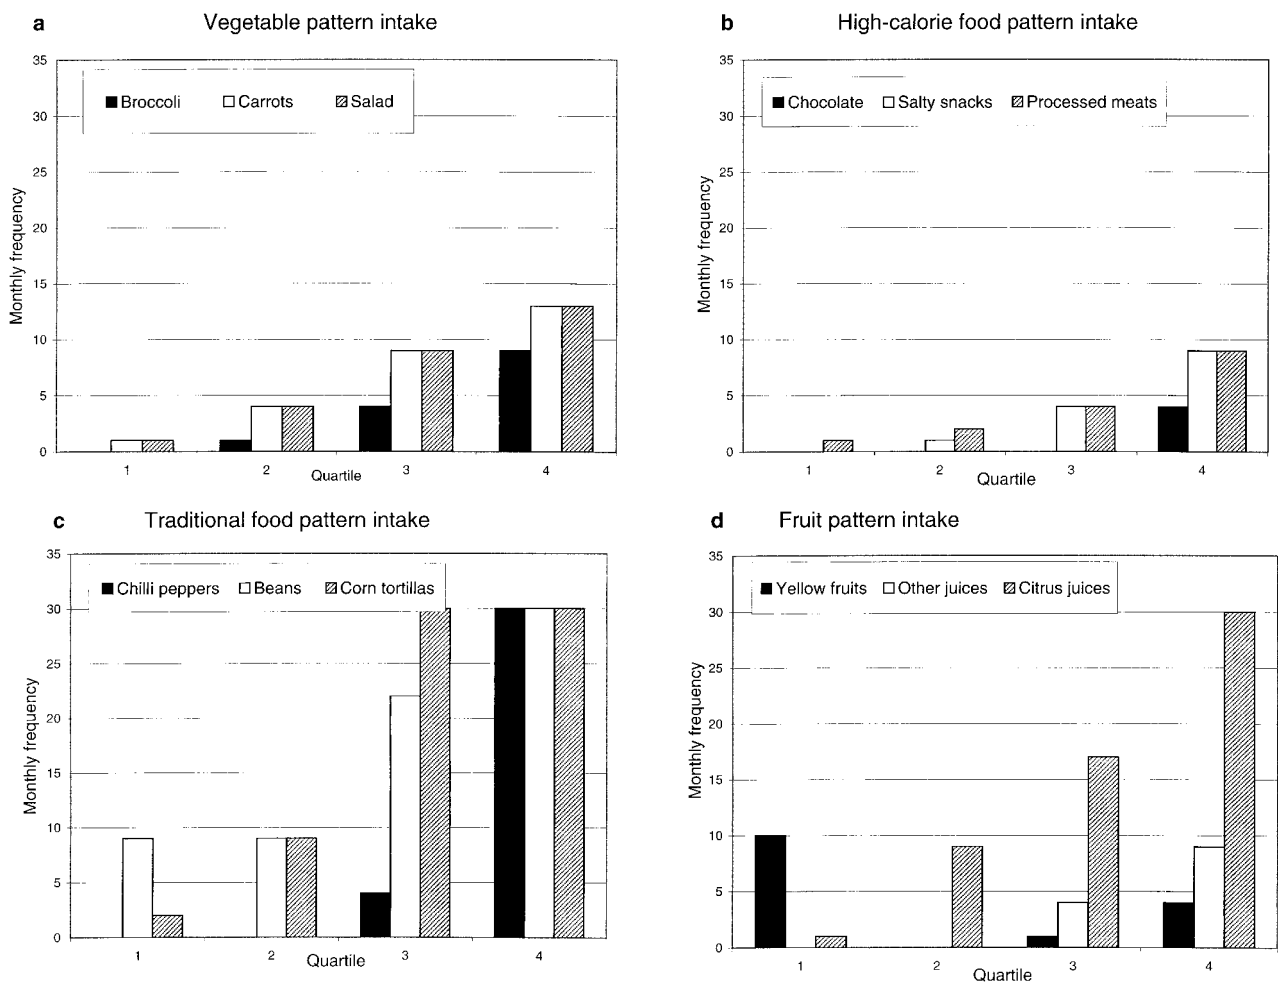 a Vegetable pattern intake
35
30
25
20
15
10
5
0
Monthly frequency
Broccoli Carrots Salad
1 2 3 4
Quartile
b High-calorie food pattern intake
35
30
25
20
15
10
5
0
Monthly frequency
Chocolate Salty snacks Processed meats
1 2 3 4
Quartile
c Traditional food pattern intake
35
30
25
20
15
10
5
0
Monthly frequency
Chilli peppers Beans Corn tortillas
1 2 3 4
Quartile
d Fruit pattern intake
35
30
25
20
15
10
5
0
Monthly frequency
Yellow fruits Other juices Citrus juices
1 2 3 4
Quartile